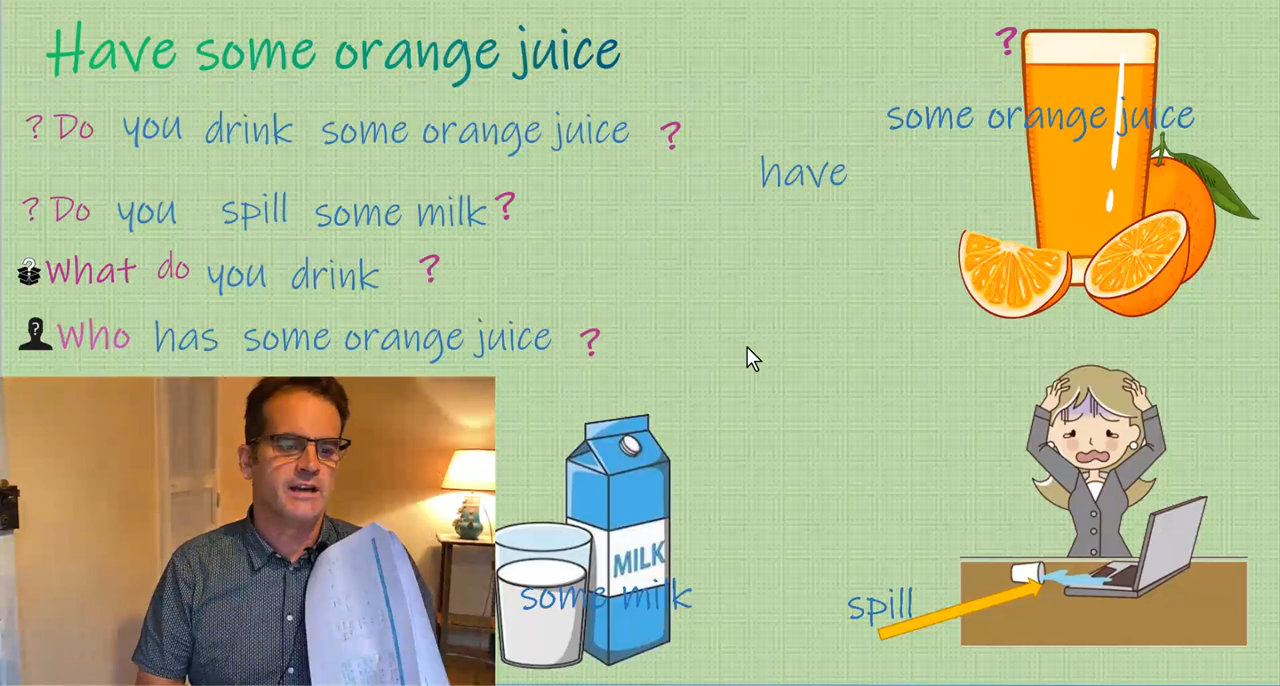 Have some orange juice
? Do you drink some orange juice ?
? Do you spill some milk ?
? What do you drink ?
? Who has some orange juice ?
?
some orange juice
have
MILK
some milk
spill